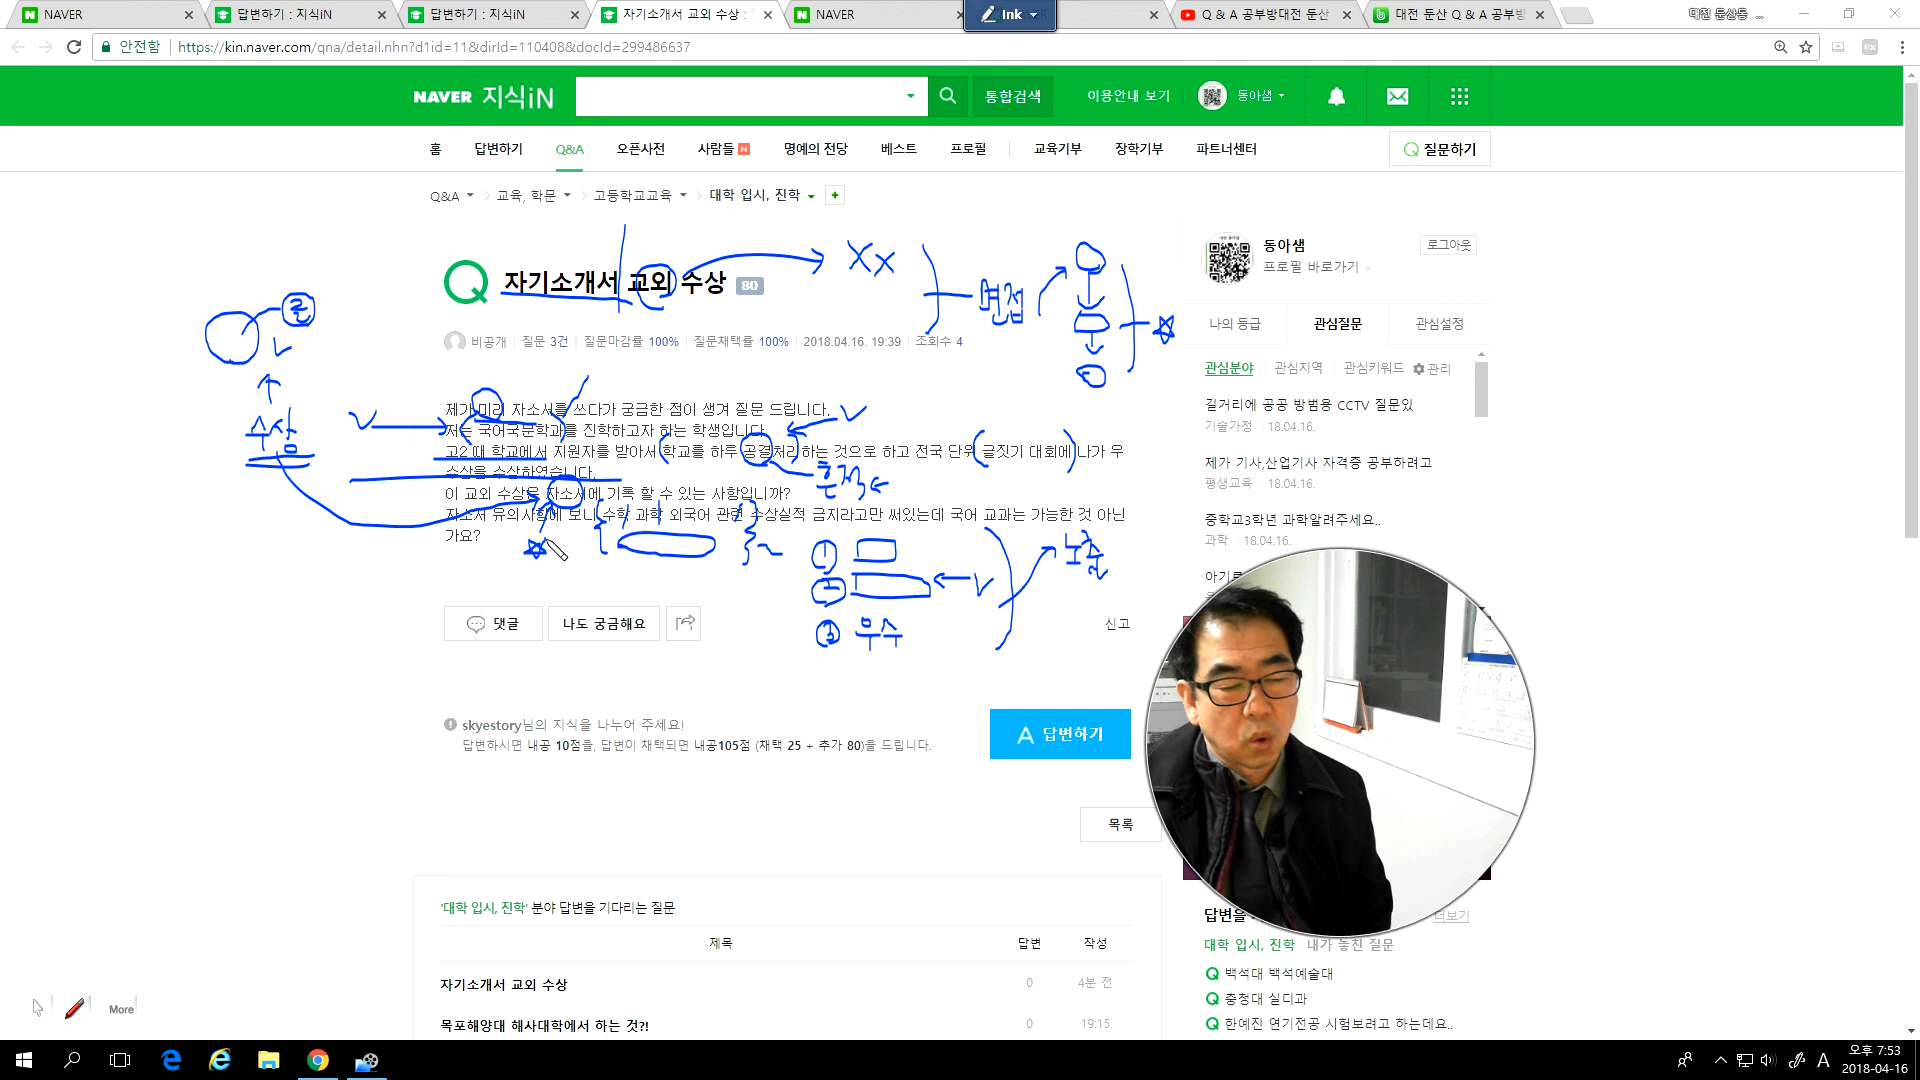 NAVER
답변하기 : 지식iN
답변하기 : 지식iN
자기소개서 교외 수상 :
NAVER
Ink
Q & A 공부방대전 둔산
대전 둔산 Q & A 공부방
대전 둔산동 ...
안전함
https://kin.naver.com/qna/detail.nhn?d1id=11&dirId=110408&docId=299486637
NAVER 지식iN
통합검색
이용안내 보기
동아샘
홈
답변하기
Q&A
오픈사전
사람들 N
명예의 전당
베스트
프로필
교육기부
장학기부
파트너센터
질문하기
Q&A
교육, 학문
고등학교교육
대학 입시, 진학
자기소개서 교외 수상 80
XX
면접
비공개
질문 3건
질문마감률 100%
질문재택률 100%
2018.04.16. 19:39
조회수 4
제가 미리 자소서를 쓰다가 궁금한 점이 생겨 질문 드립니다.
저는 국어국문학과를 진학하고자 하는 학생입니다.
고2 때 학교에서 지원자를 받아서 학교를 하루 공결처리 하는 것으로 하고 전국 단위 글짓기 대회에 나가 우
수상을 수상하였습니다.
이 교외 수상은 자소서에 기록 할 수 있는 사항입니까?
자소서 유의사항에 보니 수학 과학 외국어 관련 수상실적 금지라고만 써있는데 국어 교과는 가능한 것 아닌
가요?
수상
①
②
③ 우수
노출
댓글
나도 궁금해요
신고
skyestory님의 지식을 나누어 주세요!
답변하시면 내공 10점을, 답변이 채택되면 내공105점 (채택 25 + 추가 80)을 드립니다.
답변하기
목록
'대학 입시, 진학' 분야 답변을 기다리는 질문
제목
답변
작성
자기소개서 교외 수상
0
4분 전
목포해양대 해사대학에서 하는 것?!
0
19:15
동아샘
로그아웃
프로필 바로가기 >
나의 등급
관심질문
관심설정
관심분야
관심지역
관심키워드
관리
길거리에 공공 방범용 CCTV 질문있
기술가정
18.04.16.
제가 기사,산업기사 자격증 공부하려고
평생교육
18.04.16.
중학교3학년 과학알려주세요..
과학
18.04.16.
아기
답변을
더보기
대학 입시, 진학
내가 놓친 질문
백석대 백석예술대
충청대 실디과
한예진 연기전공 시험보려고 하는데요..
More
A
오후 7:53
2018-04-16